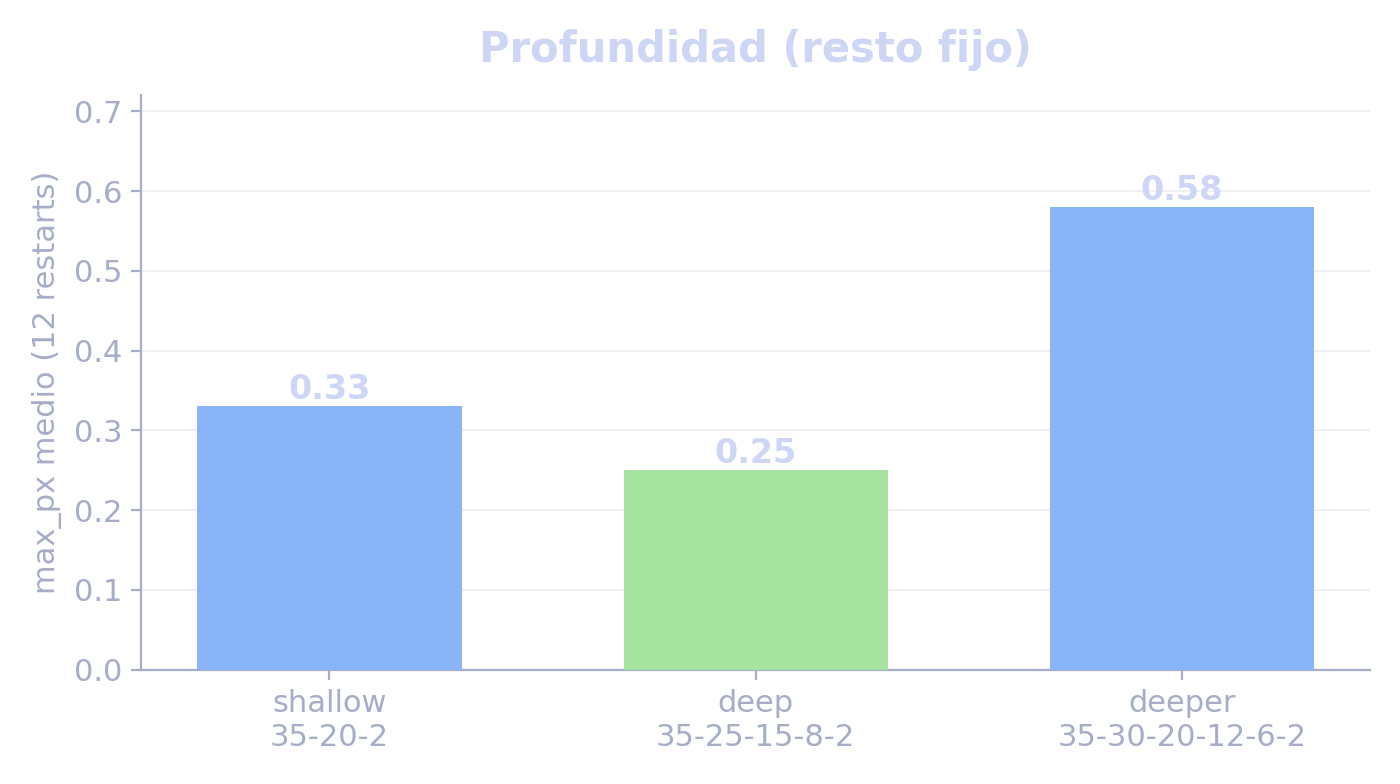 Profundidad (resto fijo)
max_px medio (12 restarts)
0.7
0.6
0.5
0.4
0.3
0.2
0.1
0.0
0.33
0.25
0.58
shallow
35-20-2
deep
35-25-15-8-2
deeper
35-30-20-12-6-2